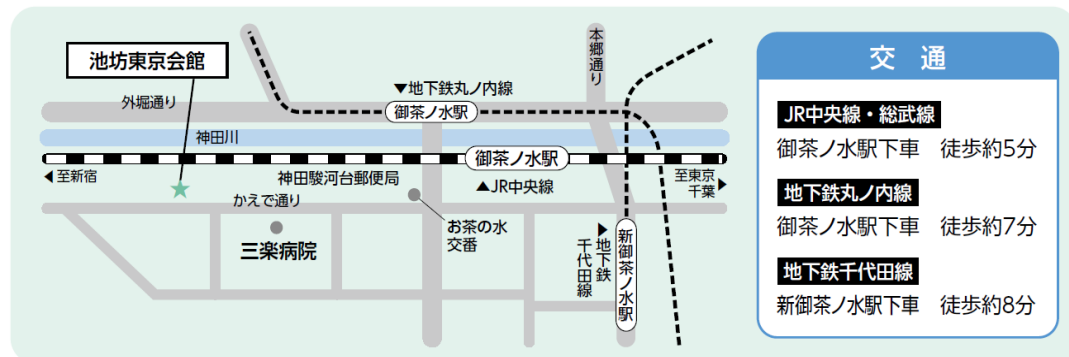 池坊東京会館
外堀通り
▼地下鉄丸ノ内線
御茶ノ水駅
本郷通り
神田川
御茶ノ水駅
◀至新宿
神田駿河台郵便局
▲JR中央線
至東京
千葉▶
かえで通り
三楽病院
お茶の水
交番
▶地下鉄
千代田線
新御茶ノ水駅
交 通
JR中央線・総武線
御茶ノ水駅下車 徒歩約5分
地下鉄丸ノ内線
御茶ノ水駅下車 徒歩約7分
地下鉄千代田線
新御茶ノ水駅下車 徒歩約8分